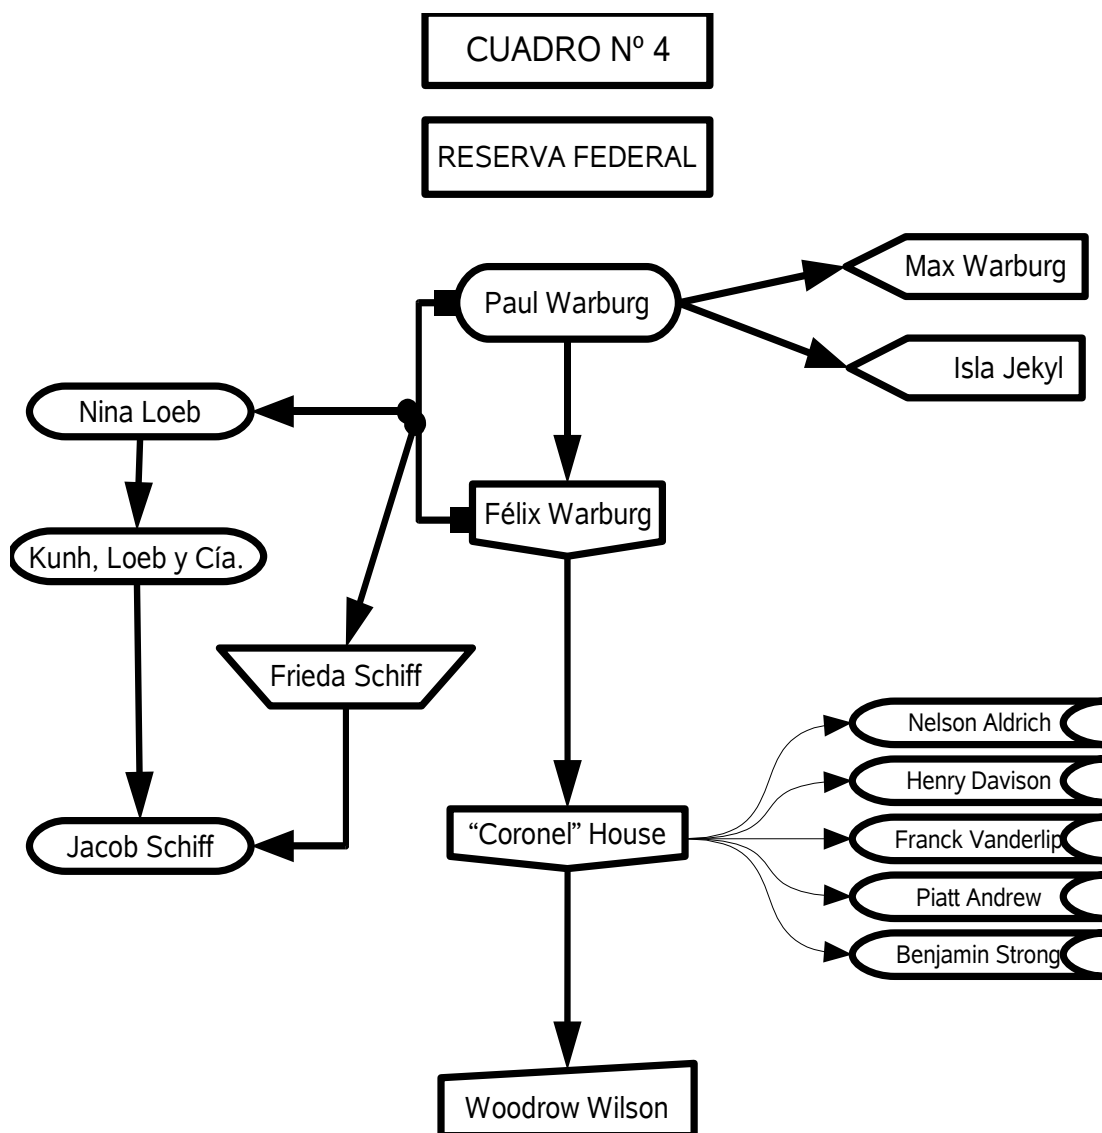 CUADRO Nº 4
RESERVA FEDERAL
Max Warburg
Paul Warburg
Isla Jekyl
Nina Loeb
Félix Warburg
Kunh, Loeb y Cía.
Frieda Schiff
Nelson Aldrich
Henry Davison
“Coronel” House
Franck Vanderlip
Jacob Schiff
Piatt Andrew
Benjamin Strong
Woodrow Wilson